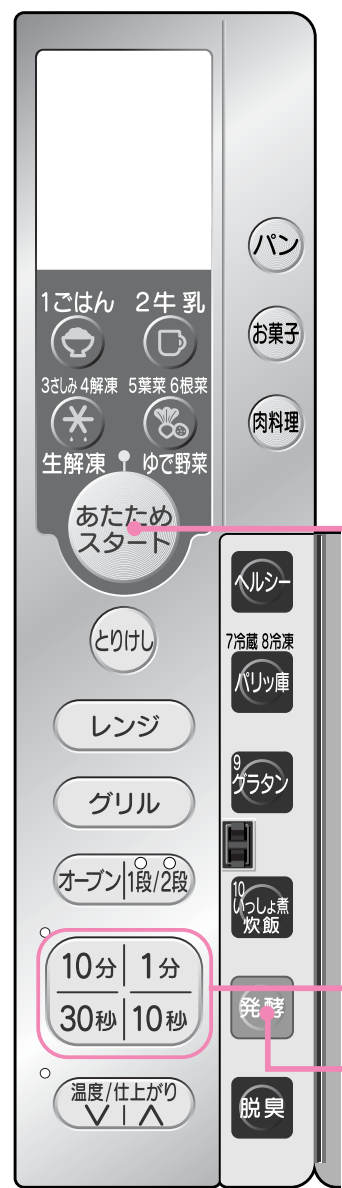 1ごはん 2牛乳
3さしみ 4解凍 5葉菜 6根菜
生解凍 ゆで野菜
あたため
スタート
とりけし
レンジ
グリル
オーブン 1段/2段
10分 1分
30秒 10秒
温度/仕上がり
パン
お菓子
肉料理
ヘルシー
7冷蔵 8冷凍
パリッ庫
9
グラタン
10
いっしょ煮
炊飯
発酵
脱臭